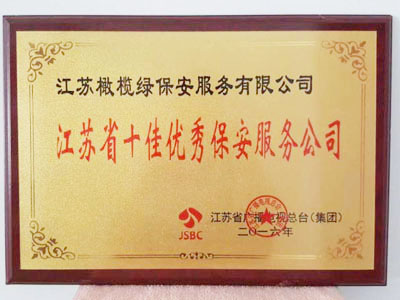 江苏橄榄绿保安服务有限公司
江苏省十佳优秀保安服务公司
JSBC
江苏省广播电视总台(集团)
二〇一六年